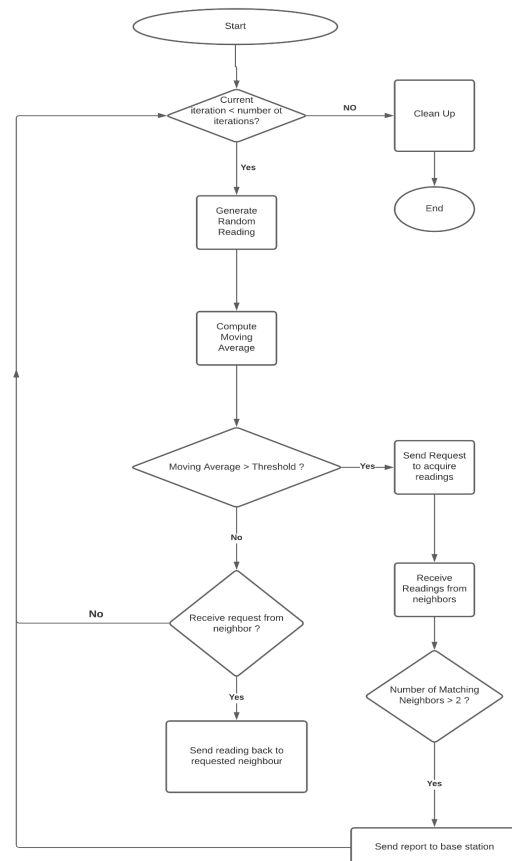 Start
Current
iteration < number of
iterations?
NO
Clean Up
End
Yes
Generate
Random
Reading
Compute
Moving
Average
Moving Average > Threshold ?
Yes
Send Request
to acquire
readings
No
Receive
Readings from
neighbors
Receive request from
neighbor ?
No
Number of Matching
Neighbors > 2 ?
Yes
Send reading back to
requested neighbour
Yes
Send report to base station